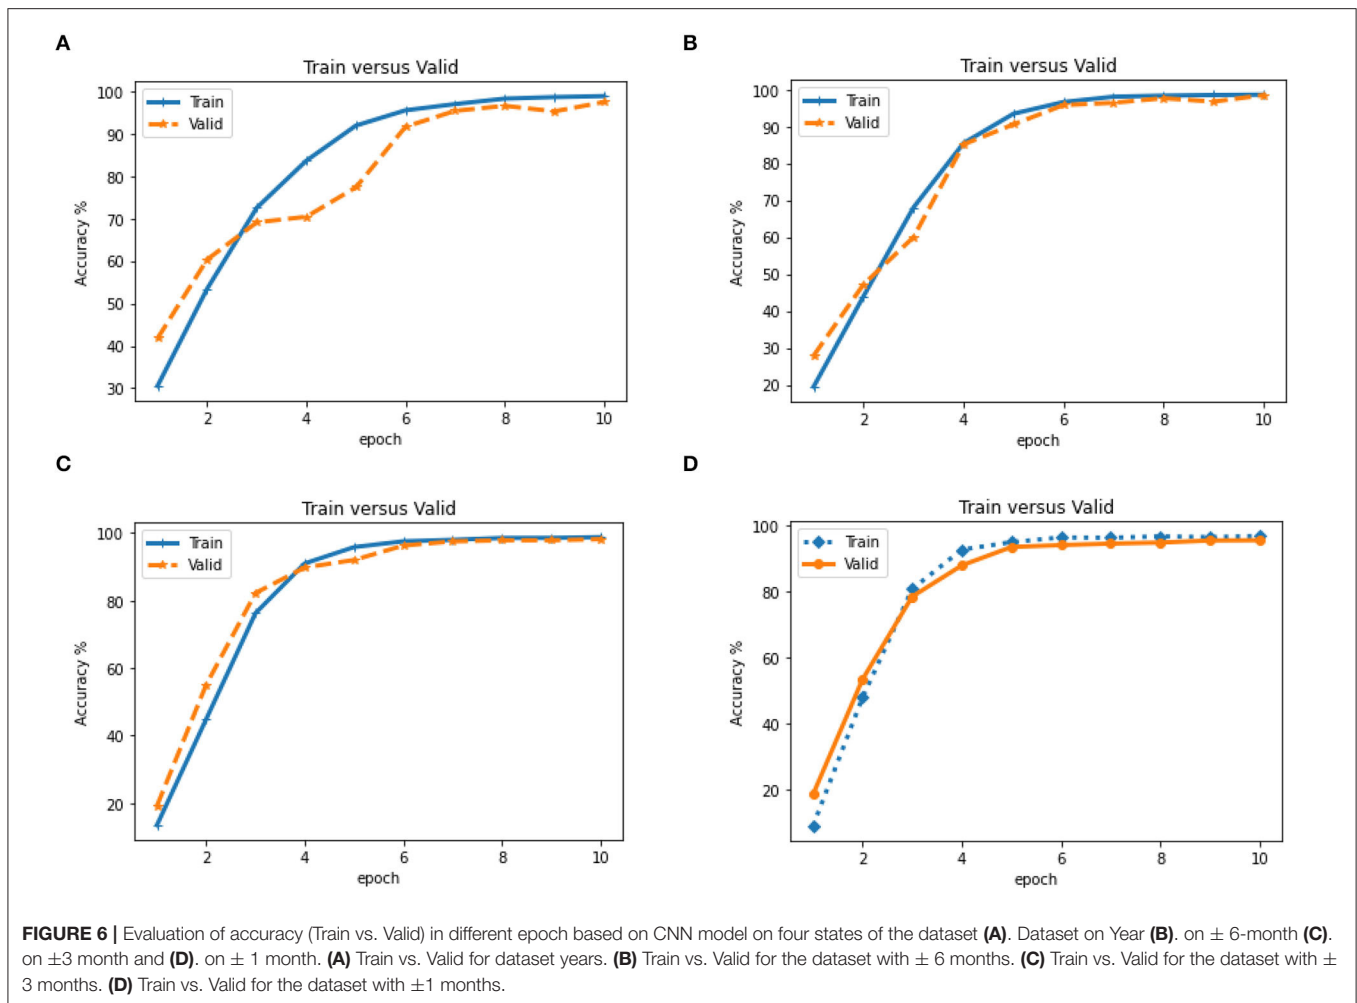 A
Train versus Valid
Train
Valid
100
90
80
70
60
50
40
30
Accuracy %
2
4
6
8
10
epoch
B
Train versus Valid
Train
Valid
100
90
80
70
60
50
40
30
20
Accuracy %
2
4
6
8
10
epoch
C
Train versus Valid
Train
Valid
100
80
60
40
20
Accuracy %
2
4
6
8
10
epoch
D
Train versus Valid
Train
Valid
100
80
60
40
20
Accuracy %
2
4
6
8
10
epoch
FIGURE 6 | Evaluation of accuracy (Train vs. Valid) in different epoch based on CNN model on four states of the dataset (A). Dataset on Year (B). on ± 6-month (C).
on ±3 month and (D). on ± 1 month. (A) Train vs. Valid for dataset years. (B) Train vs. Valid for the dataset with ± 6 months. (C) Train vs. Valid for the dataset with ±
3 months. (D) Train vs. Valid for the dataset with ±1 months.